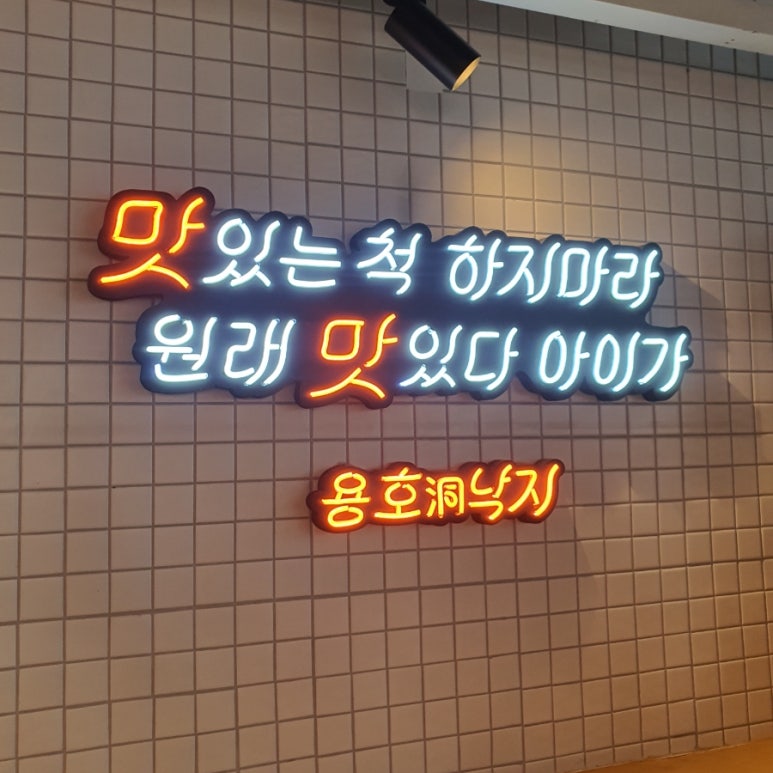 맛있는척 하지마라
원래 맛있다 아이가
용호洞낙지